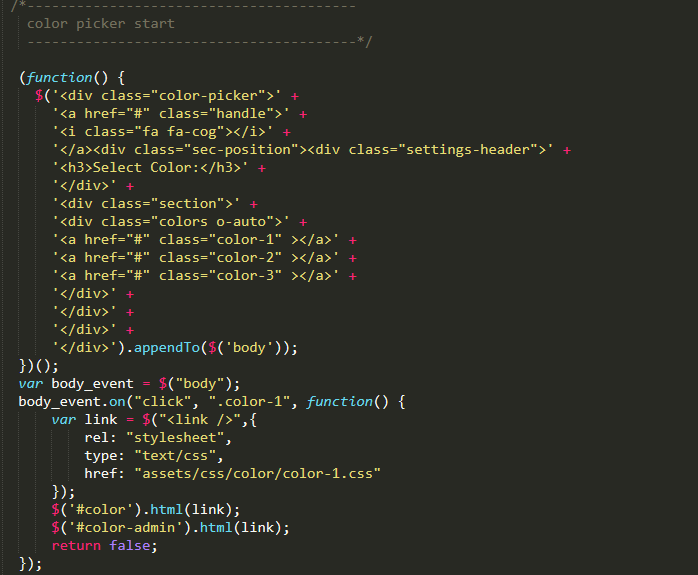 /*----------------------------------------
color picker start
----------------------------------------*/
(function() {
$('<div class="color-picker">' +
'<a href="#" class="handle">' +
'<i class="fa fa-cog"></i>' +
'</a><div class="sec-position"><div class="settings-header">' +
'<h3>Select Color:</h3>' +
'</div>' +
'<div class="section">' +
'<div class="colors o-auto">' +
'<a href="#" class="color-1" ></a>' +
'<a href="#" class="color-2" ></a>' +
'<a href="#" class="color-3" ></a>' +
'</div>' +
'</div>' +
'</div>' +
'</div>').appendTo($('body'));
})();
var body_event = $("body");
body_event.on("click", ".color-1", function() {
var link = $("<link />",{
rel: "stylesheet",
type: "text/css",
href: "assets/css/color/color-1.css"
});
$('#color').html(link);
$('#color-admin').html(link);
return false;
});